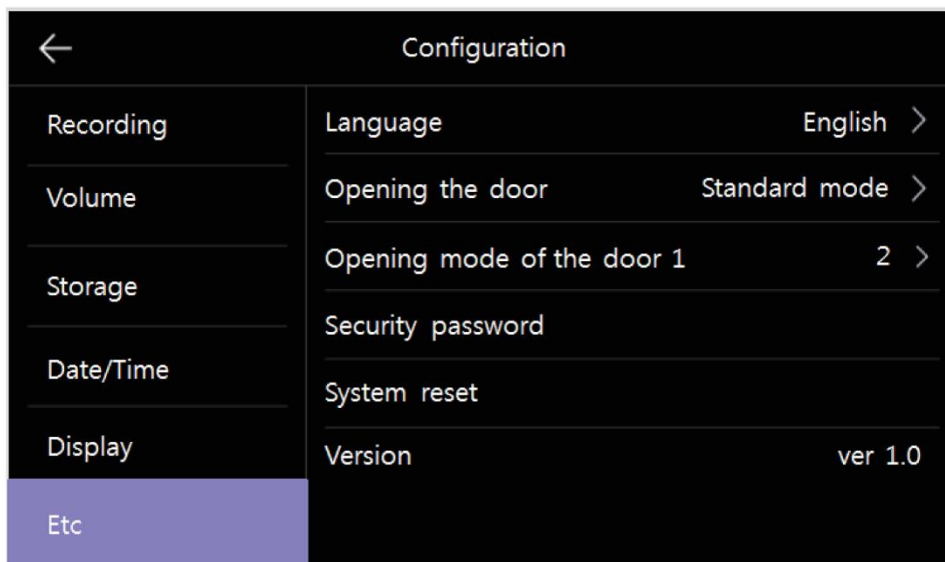 Configuration
Recording
Volume
Storage
Date/Time
Display
Etc
Language English
Opening the door Standard mode
Opening mode of the door 1 2
Security password
System reset
Version ver 1.0